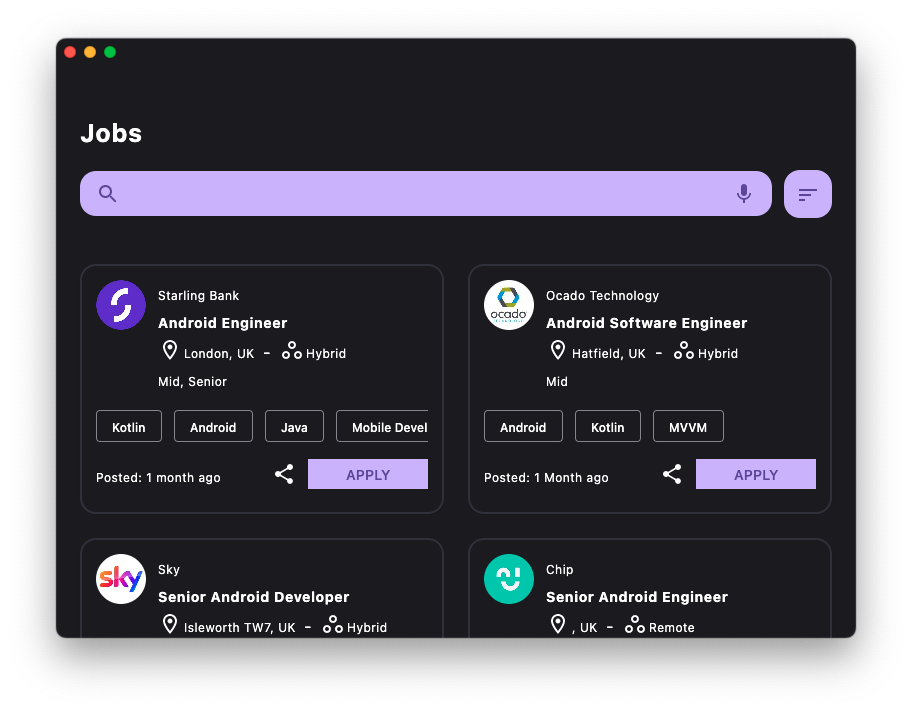 Jobs
Starling Bank
Android Engineer
London, UK - Hybrid
Mid, Senior
Kotlin Android Java Mobile Devel
Posted: 1 month ago APPLY
ocado
Ocado Technology
Android Software Engineer
Hatfield, UK - Hybrid
Mid
Android Kotlin MVVM
Posted: 1 Month ago APPLY
sky
Sky
Senior Android Developer
Isleworth TW7, UK - Hybrid
Chip
Senior Android Engineer
, UK - Remote